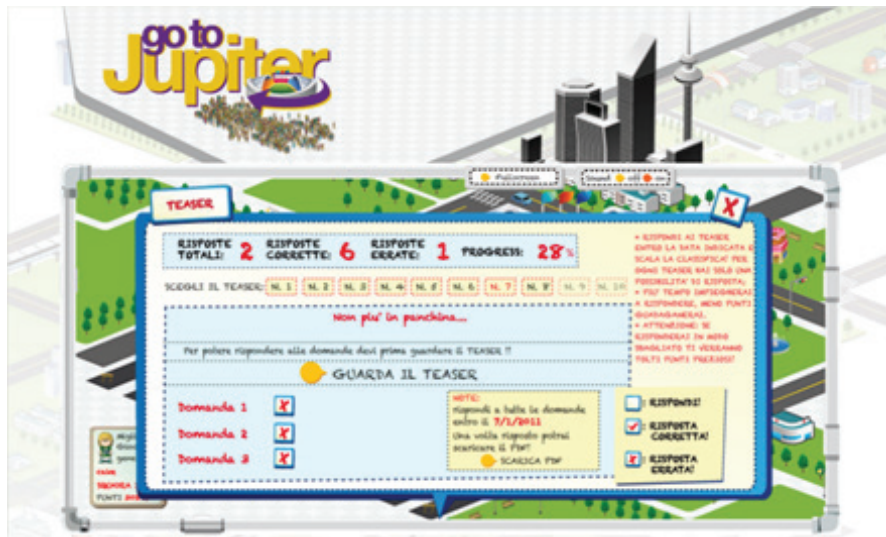 go to
Jupiter
Fullscreen
Sound off on
TEASER
X
RISPOSTE TOTALI: 2 RISPOSTE CORRETTE: 6 RISPOSTE ERRATE: 1 PROGRESS: 28%
SCEGLI IL TEASER: N. 1 N. 2 N. 3 N. 4 N. 5 N. 6 N. 7 N. 8 N. 9 N. 10
Non piu' in panchina...
Per potere rispondere alle domande devi prima guardare il TEASER !!
GUARDA IL TEASER
Domanda 1
Domanda 2
Domanda 3
NOTE:
rispondi a tutte le domande
entro il 7/1/2011
Una volta risposto potrai
scaricare il PDF!
SCARICA PDF
: RISPONDI!
: RISPOSTA
CORRETTA!
: RISPOSTA
ERRATA!
* RISPONDI AI TEASER
ENTRO LA DATA INDICATA E
SCALA LA CLASSIFICA! PER
OGNI TEASER HAI SOLO UNA
POSSIBILITA' DI RISPOSTA;
* PIU' TEMPO IMPIEGHERAI
A RISPONDERE, MENO PUNTI
GUADAGNERAI.
* ATTENZIONE: SE
RISPONDERAI IN MODO
SBAGLIATO TI VERRANNO
TOLTI PUNTI PREZIOSI!
PUNTI